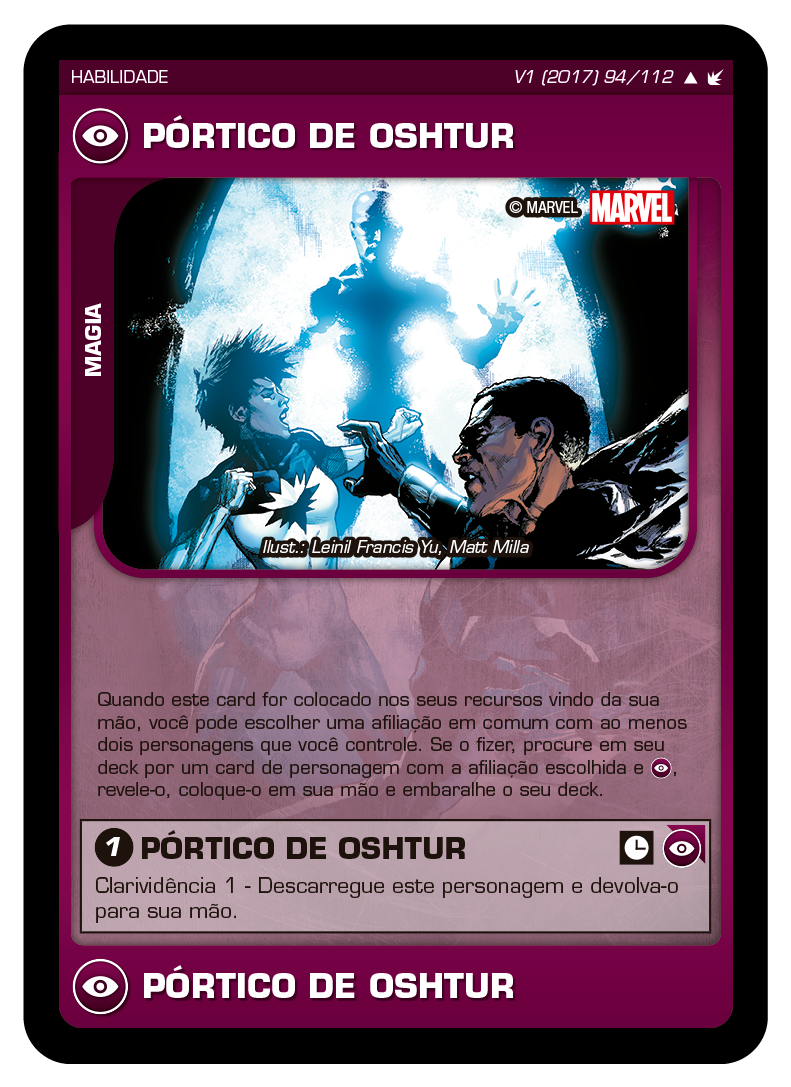 HABILIDADE
V1 (2017) 94/112
PÓRTICO DE OSHTUR
© MARVEL MARVEL
MAGIA
Ilust.: Leinil Francis Yu, Matt Milla
Quando este card for colocado nos seus recursos vindo da sua
mão, você pode escolher uma afiliação em comum com ao menos
dois personagens que você controle. Se o fizer, procure em seu
deck por um card de personagem com a afiliação escolhida e ,
revele-o, coloque-o em sua mão e embaralhe o seu deck.
1 PÓRTICO DE OSHTUR
Clarividência 1 - Descarregue este personagem e devolva-o
para sua mão.
PÓRTICO DE OSHTUR